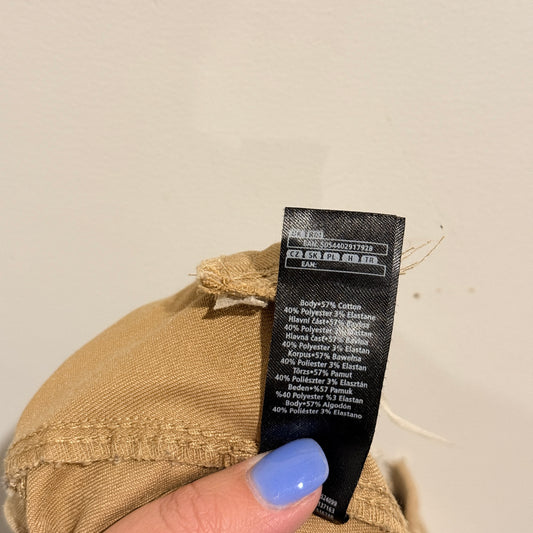 UK ROI
EAN: 5054402917928
CZ SK PL H TR
EAN:
Body•57% Cotton
40% Polyester 3% Elastane
Hlavní část•57% Bavlna
40% Polyester 3% Elastan
Hlavná časť•57% Bavlna
40% Polyester 3% Elastan
Korpus•57% Bawełna
40% Poliester 3% Elastan
Törzs•57% Pamut
40% Poliészter 3% Elasztán
Beden•%57 Pamuk
%40 Polyester %3 Elastan
Body•57% Algodón
40% Poliéster 3% Elastano